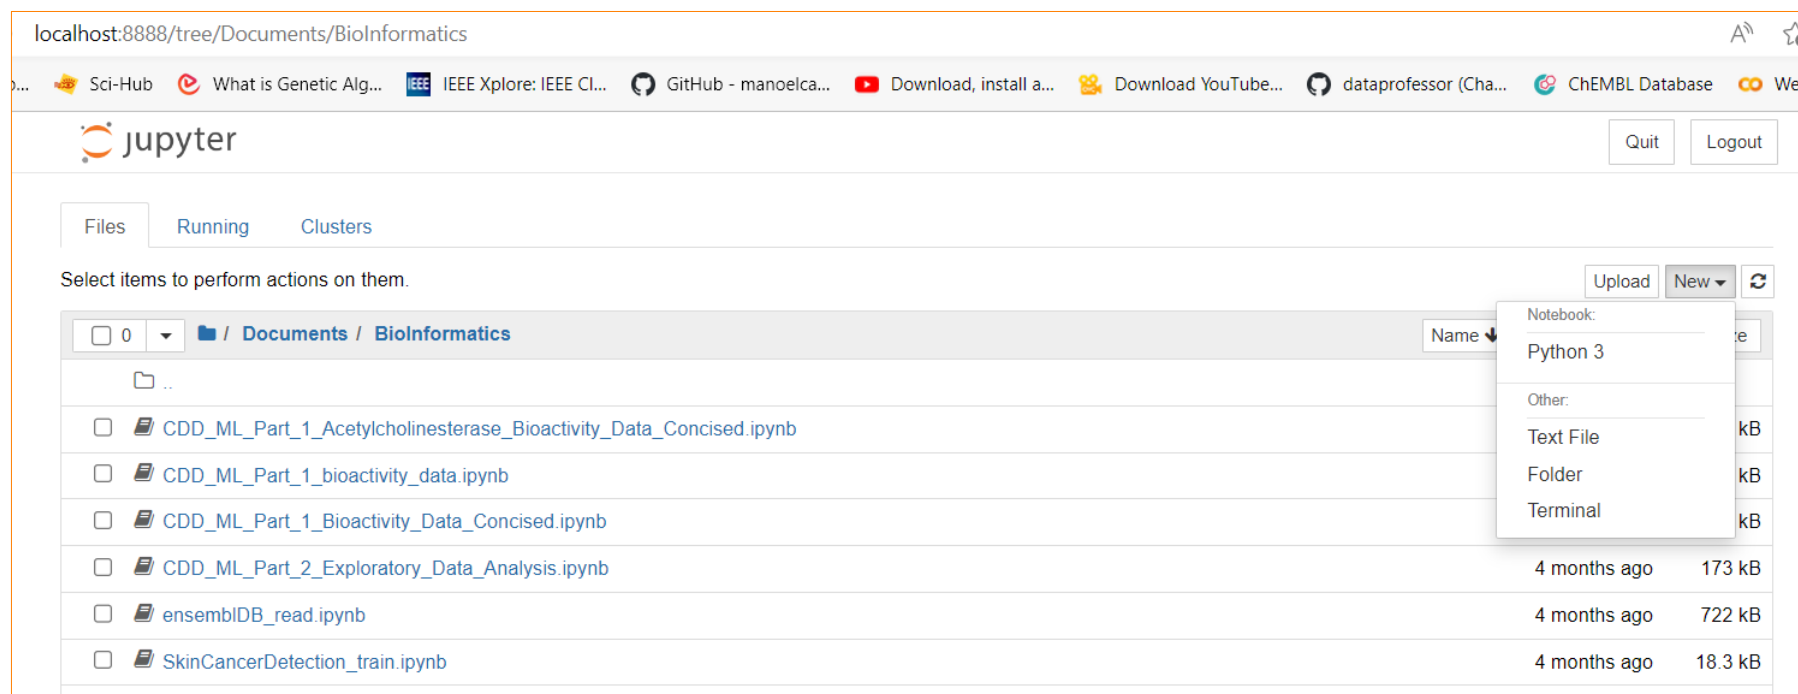 localhost:8888/tree/Documents/BioInformatics
Sci-Hub What is Genetic Alg... IEEE IEEE Xplore: IEEE Cl... GitHub - manoelca... Download, install a... Download YouTube... dataprofessor (Cha... ChEMBL Database We
jupyter Quit Logout
Files Running Clusters
Select items to perform actions on them. Upload New
0 / Documents / BioInformatics Name
Notebook:
Python 3
Other:
Text File
Folder
Terminal
..
CDD_ML_Part_1_Acetylcholinesterase_Bioactivity_Data_Concised.ipynb kB
CDD_ML_Part_1_bioactivity_data.ipynb kB
CDD_ML_Part_1_Bioactivity_Data_Concised.ipynb kB
CDD_ML_Part_2_Exploratory_Data_Analysis.ipynb 4 months ago 173 kB
ensemblDB_read.ipynb 4 months ago 722 kB
SkinCancerDetection_train.ipynb 4 months ago 18.3 kB